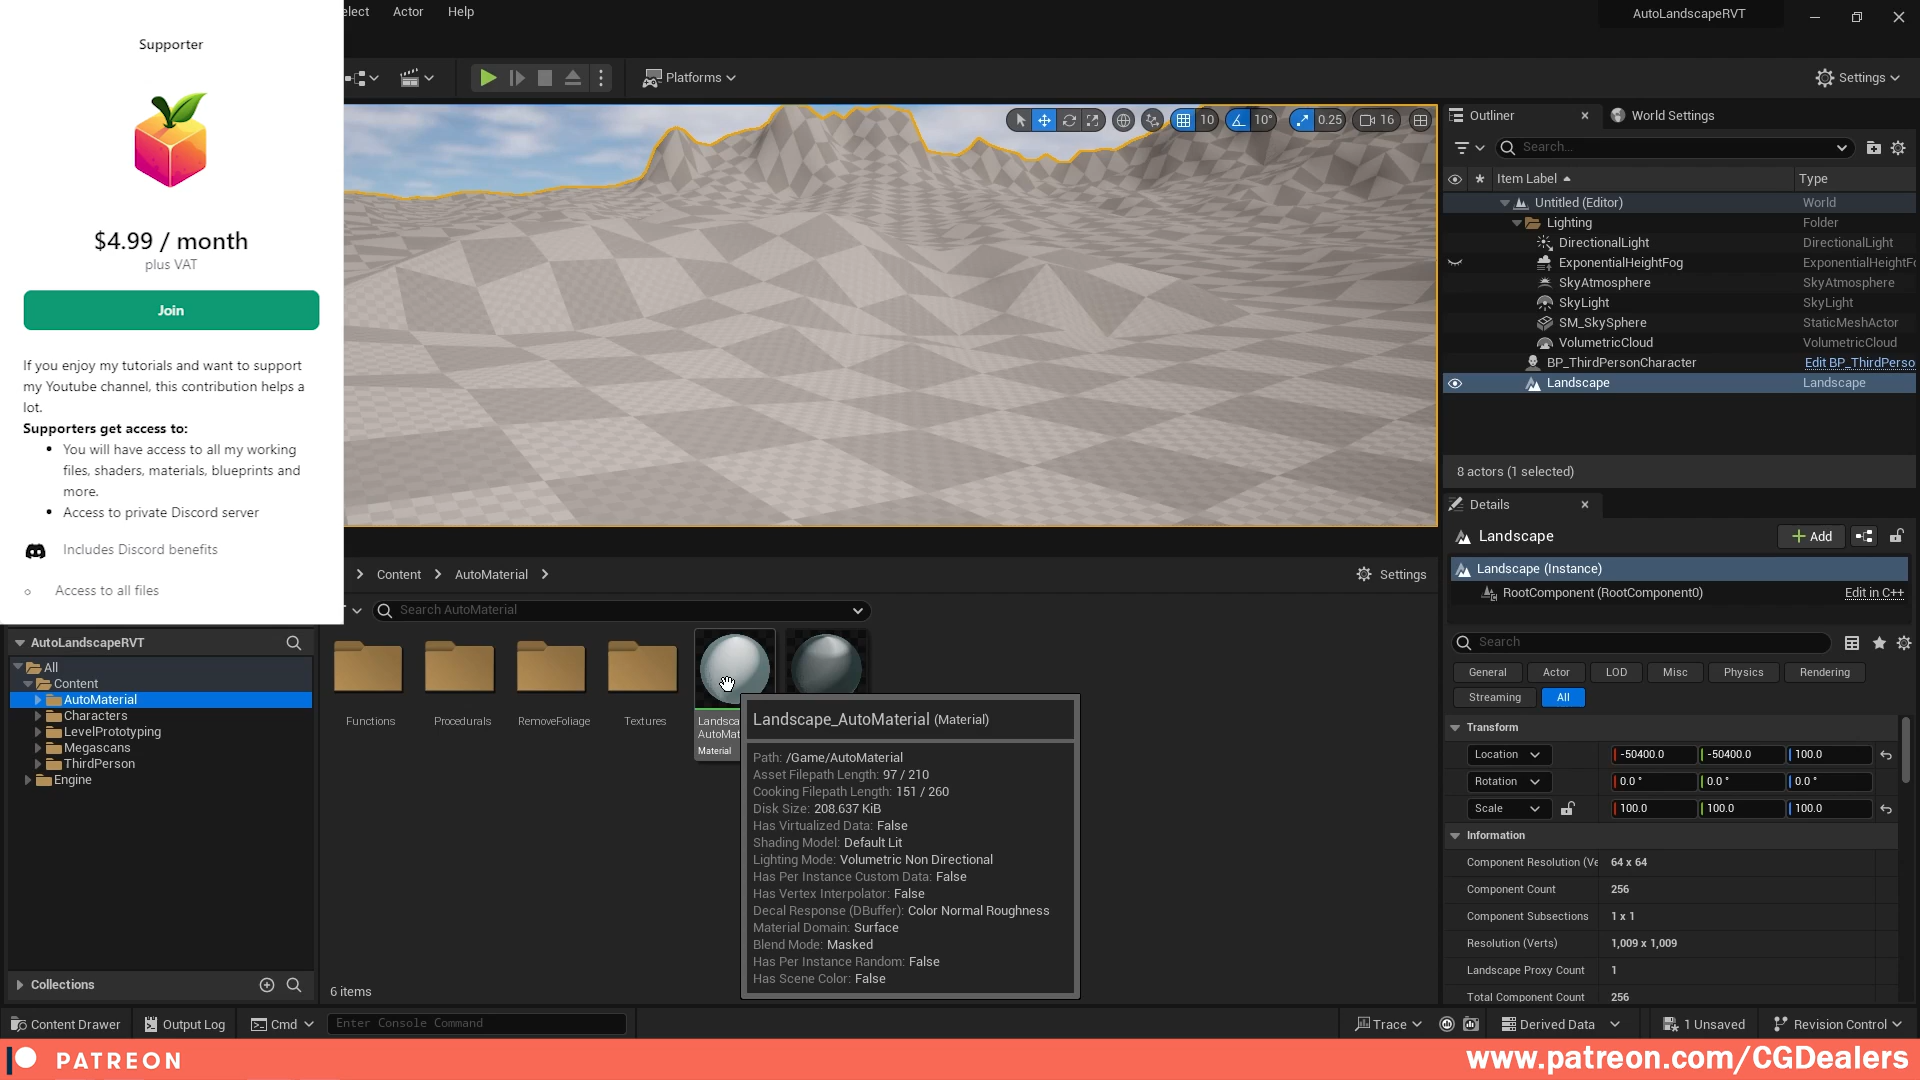 Supporter
$4.99 / month
plus VAT
Join
If you enjoy my tutorials and want to support
my Youtube channel, this contribution helps a
lot.
Supporters get access to:
You will have access to all my working
files, shaders, materials, blueprints and
more.
Access to private Discord server
Includes Discord benefits
Access to all files
elect Actor Help
AutoLandscapeRVT
Platforms
Settings
10
10°
0.25
16
Outliner
World Settings
Search...
Item Label
Type
Untitled (Editor) World
Lighting Folder
DirectionalLight DirectionalLight
ExponentialHeightFog ExponentialHeightFo
SkyAtmosphere SkyAtmosphere
SkyLight SkyLight
SM_SkySphere StaticMeshActor
VolumetricCloud VolumetricCloud
BP_ThirdPersonCharacter Edit BP_ThirdPerso
Landscape Landscape
8 actors (1 selected)
Details
Landscape
Add
Landscape (Instance)
RootComponent (RootComponent0) Edit in C++
Search
General Actor LOD Misc Physics Rendering
Streaming All
Transform
Location -50400.0 -50400.0 100.0
Rotation 0.0 ° 0.0 ° 0.0 °
Scale 100.0 100.0 100.0
Information
Component Resolution (Ve 64 x 64
Component Count 256
Component Subsections 1 x 1
Resolution (Verts) 1,009 x 1,009
Landscape Proxy Count 1
Total Component Count 256
Content AutoMaterial
Settings
Search AutoMaterial
AutoLandscapeRVT
All
Content
AutoMaterial
Characters
LevelPrototyping
Megascans
ThirdPerson
Engine
Collections
Functions
Procedurals
RemoveFoliage
Textures
Landsca
AutoMat
Material
Landscape_AutoMaterial (Material)
Path: /Game/AutoMaterial
Asset Filepath Length: 97 / 210
Cooking Filepath Length: 151 / 260
Disk Size: 208.637 KiB
Has Virtualized Data: False
Shading Model: Default Lit
Lighting Mode: Volumetric Non Directional
Has Per Instance Custom Data: False
Has Vertex Interpolator: False
Decal Response (DBuffer): Color Normal Roughness
Material Domain: Surface
Blend Mode: Masked
Has Per Instance Random: False
Has Scene Color: False
6 items
Content Drawer
Output Log
Cmd
Enter Console Command
Trace
Derived Data
1 Unsaved
Revision Control
PATREON
www.patreon.com/CGDealers